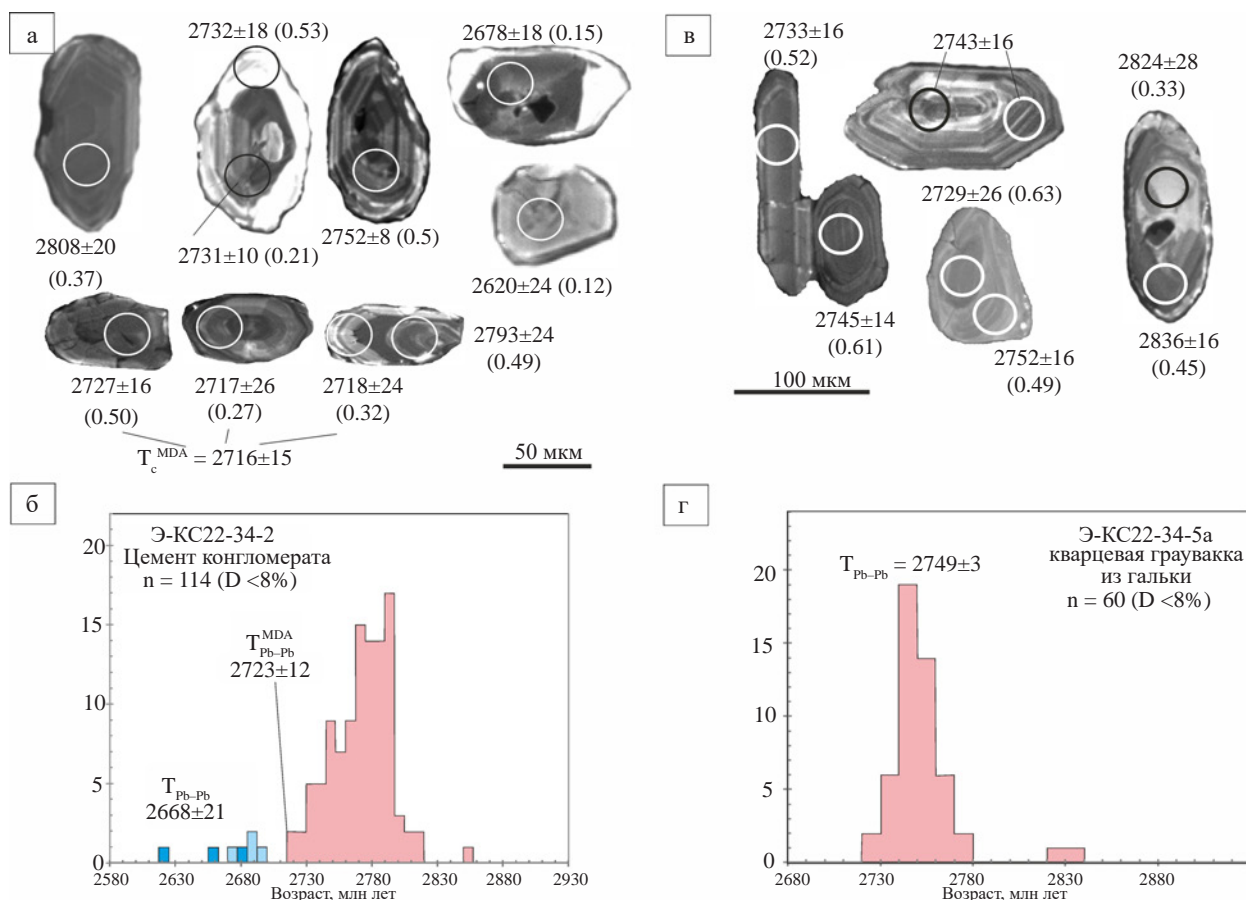 а
2732±18 (0.53)
2678±18 (0.15)
2808±20
(0.37)
2731±10 (0.21)
2752±8 (0.5)
2620±24 (0.12)
2727±16
(0.50)
2717±26
(0.27)
2718±24
(0.32)
2793±24
(0.49)
T_c^MDA = 2716±15
50 мкм
в
2733±16
(0.52)
2743±16
2824±28
(0.33)
2729±26 (0.63)
2745±14
(0.61)
2752±16
(0.49)
2836±16
(0.45)
100 мкм
б
Э-КС22-34-2
Цемент конгломерата
n = 114 (D <8%)
T_Pb–Pb^MDA
2723±12
T_Pb–Pb
2668±21
20
15
10
5
0
2580 2630 2680 2730 2780 2830 2880 2930
Возраст, млн лет
г
Э-КС22-34-5а
кварцевая граувакка
из гальки
n = 60 (D <8%)
T_Pb–Pb = 2749±3
20
15
10
5
0
2680 2730 2780 2830 2880
Возраст, млн лет